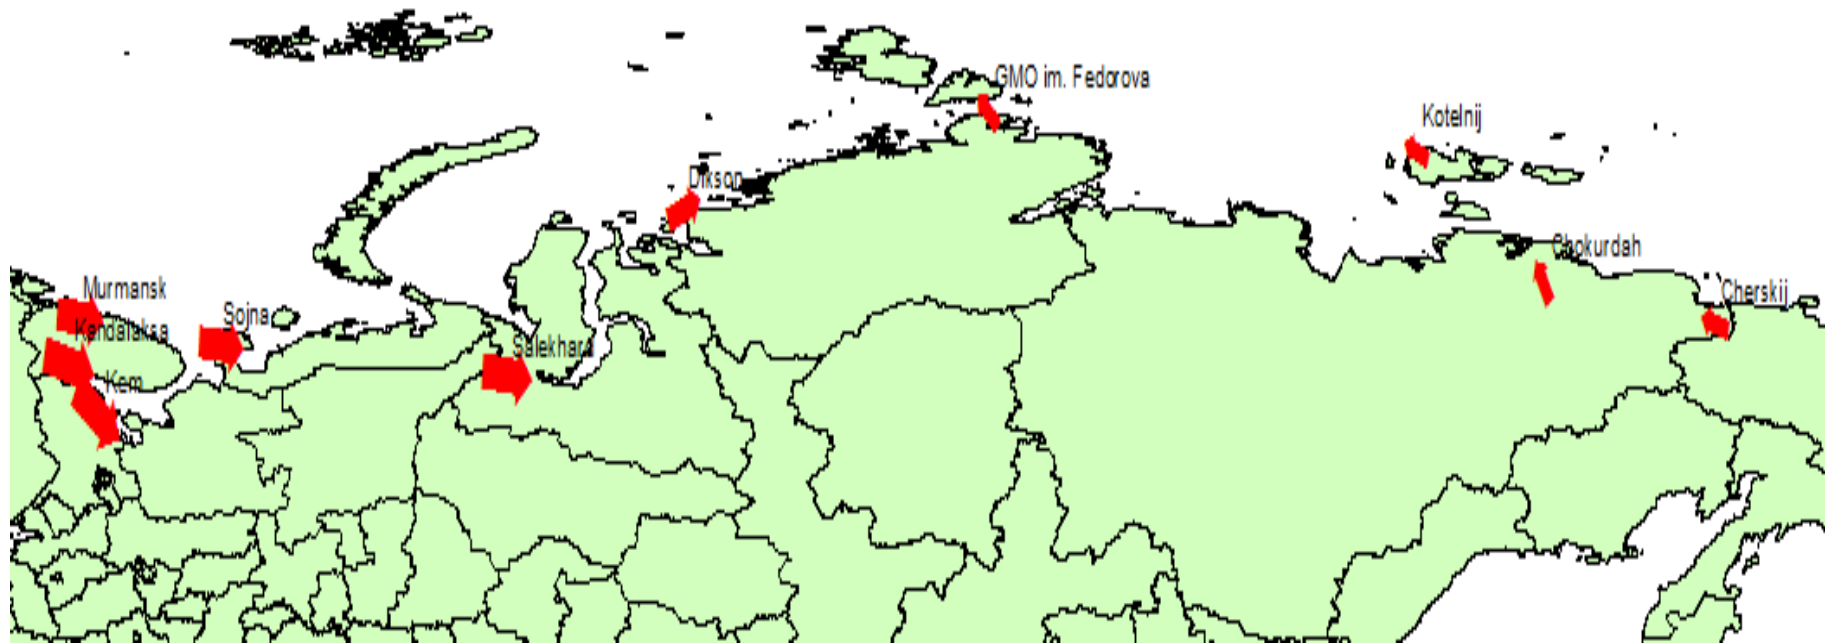 GMO im. Fedorova
Kotelnij
Dikson
Chokurdah
Murmansk
Cherskij
Sojna
Kandalaksa
Salekhard
Kem